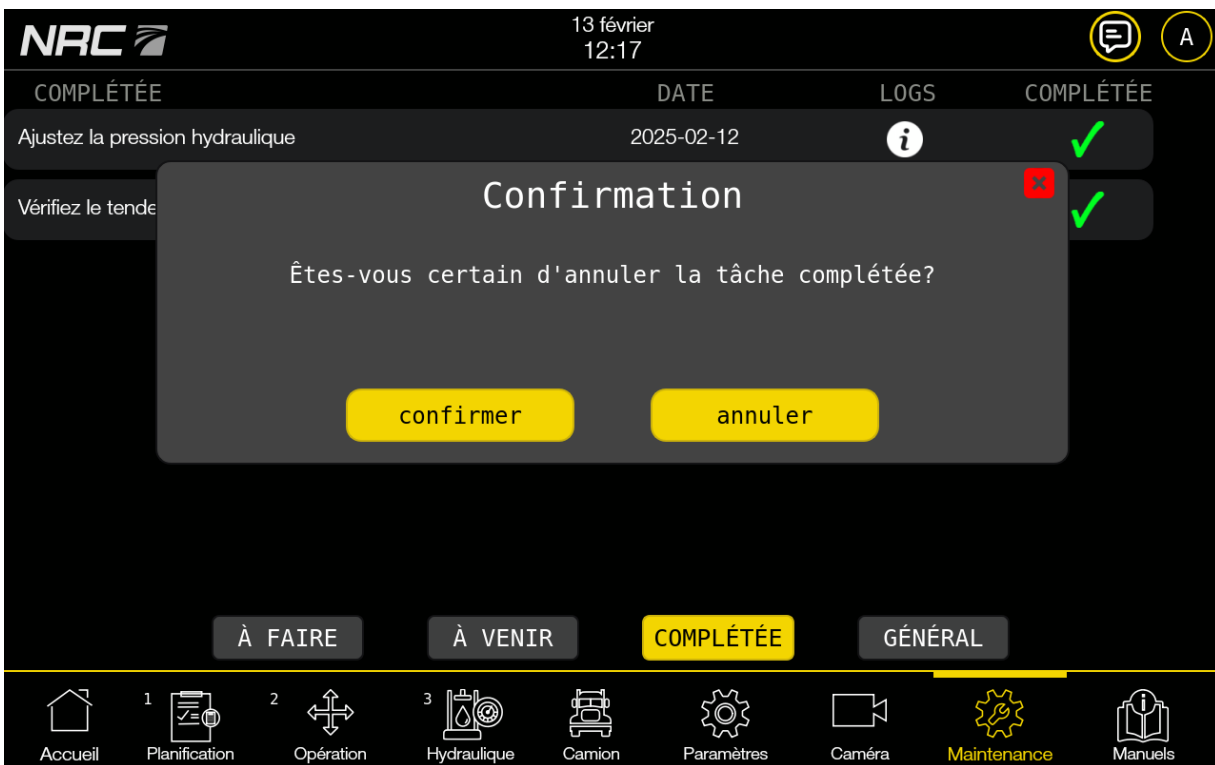 NRC
13 février
12:17
A
COMPLÉTÉE DATE LOGS COMPLÉTÉE
Ajustez la pression hydraulique 2025-02-12 i
Vérifiez le tende
Confirmation
Êtes-vous certain d'annuler la tâche complétée?
confirmer annuler
À FAIRE À VENIR COMPLÉTÉE GÉNÉRAL
1 2 3
Accueil Planification Opération Hydraulique Camion Paramètres Caméra Maintenance Manuels